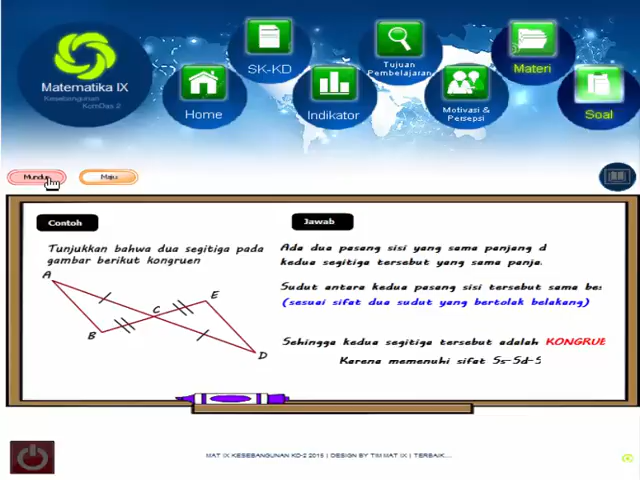 Matematika IX
Kesebangunan
KomDas 2
Home
SK-KD
Indikator
Tujuan
Pembelajaran
Motivasi &
Persepsi
Materi
Soal
Mundur
Maju
Contoh
Tunjukkan bahwa dua segitiga pada
gambar berikut kongruen
A
B
C
E
D
Jawab
Ada dua pasang sisi yang sama panjang d
kedua segitiga tersebut yang sama panja
Sudut antara kedua pasang sisi tersebut sama bes
(sesuai sifat dua sudut yang bertolak belakang)
Sehingga kedua segitiga tersebut adalah KONGRUE
Karena memenuhi sifat Ss-Sd-S
MAT IX KESEBANGUNAN KD-2 2015 | DESIGN BY TIM MAT IX | TERBAIK....